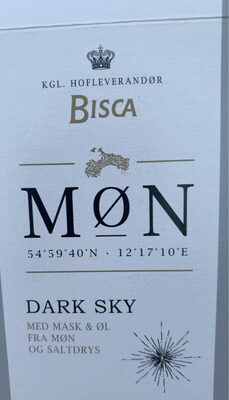 KGL. HOFLEVERANDØR
BISCA
MØN
54°59'40"N · 12°17'10"E
DARK SKY
MED MASK & ØL
FRA MØN
OG SALTDRYS